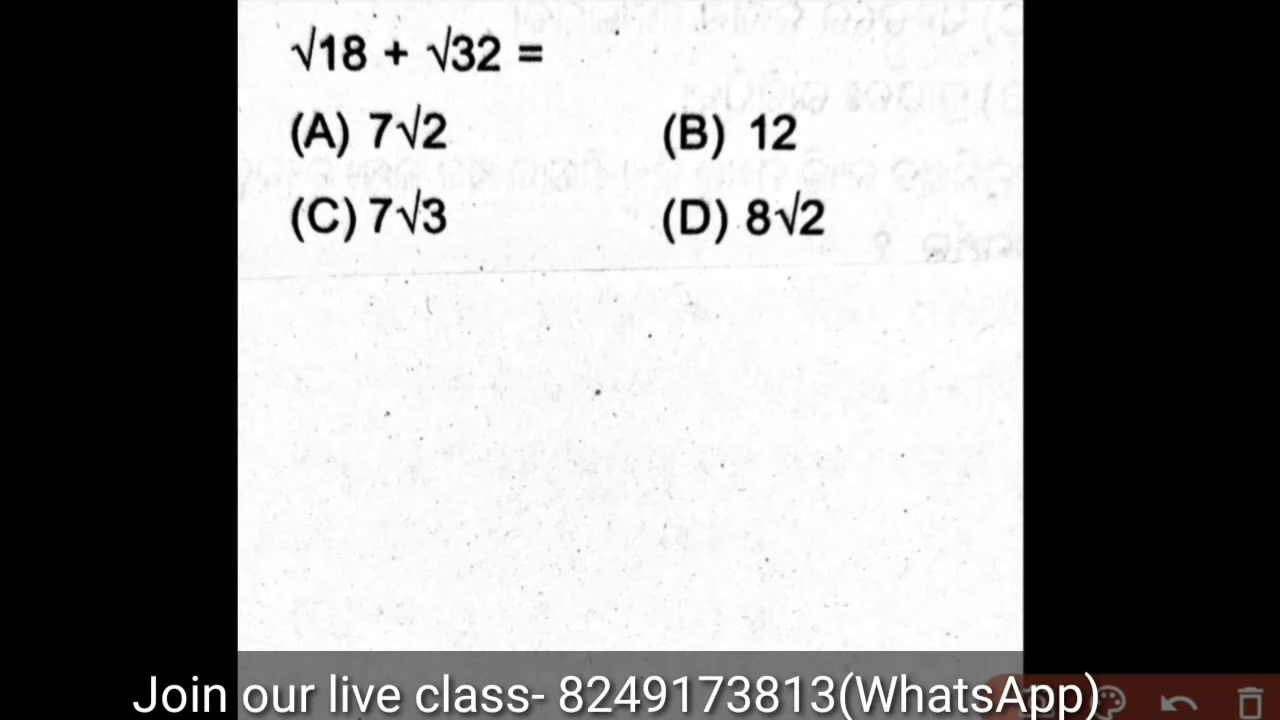 √18 + √32 =
(A) 7√2 (B) 12
(C) 7√3 (D) 8√2
Join our live class- 8249173813(WhatsApp)